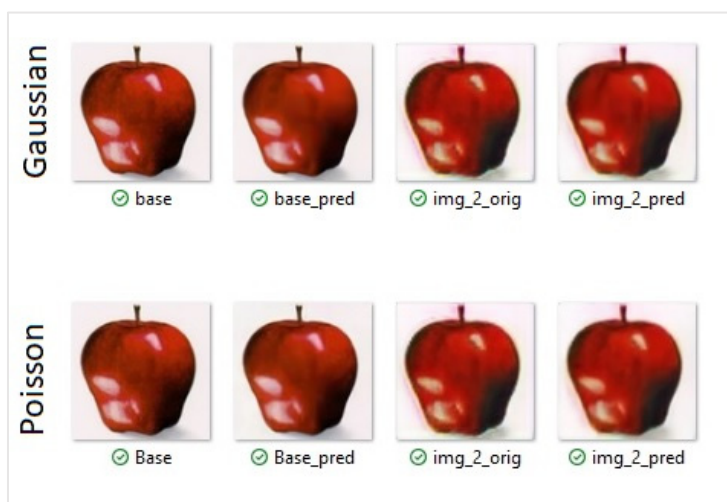 Gaussian
base base_pred img_2_orig img_2_pred
Poisson
Base Base_pred img_2_orig img_2_pred